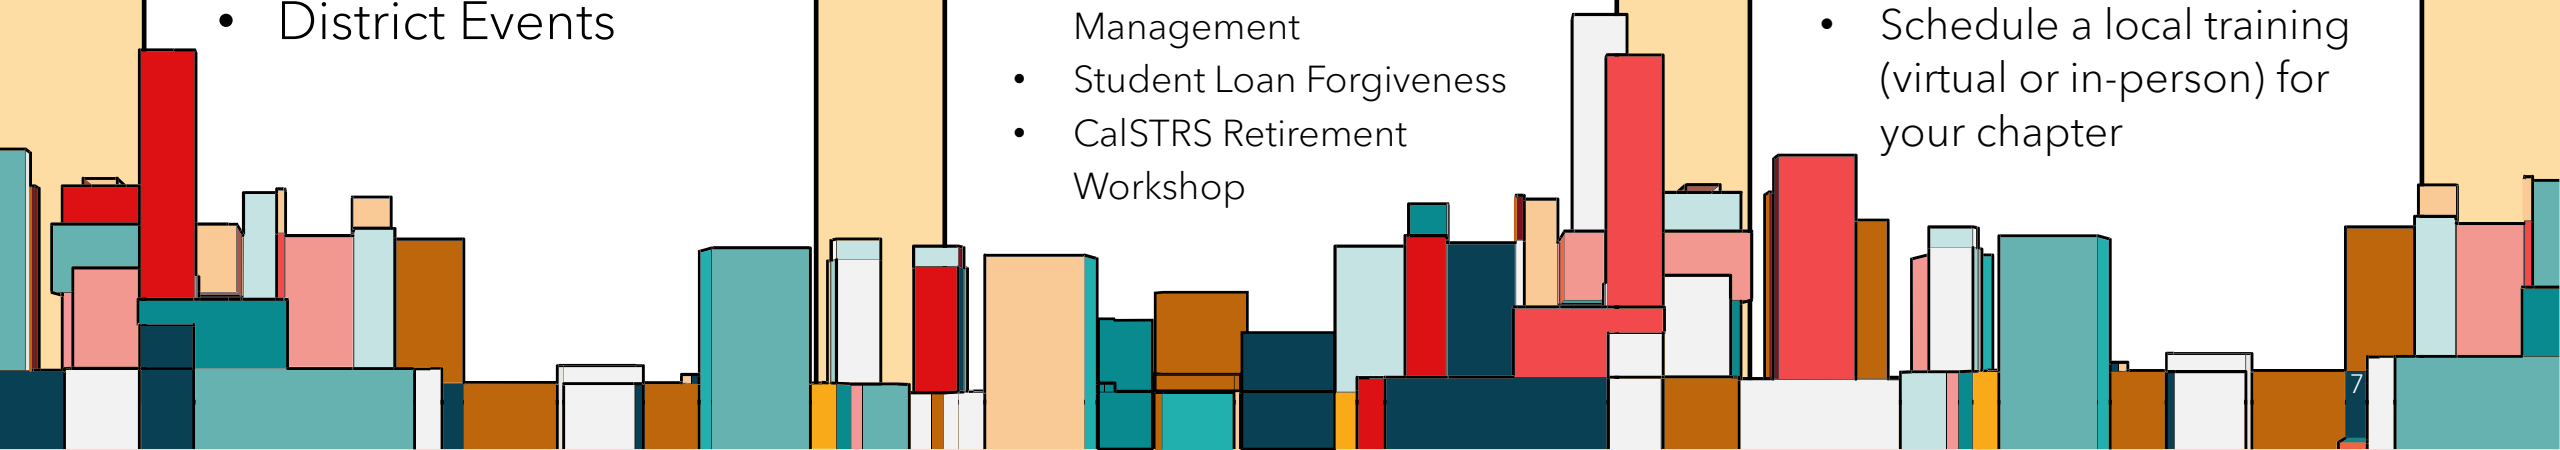 • District Events
Management
• Student Loan Forgiveness
• CalSTRS Retirement
Workshop
• Schedule a local training
(virtual or in-person) for
your chapter
7